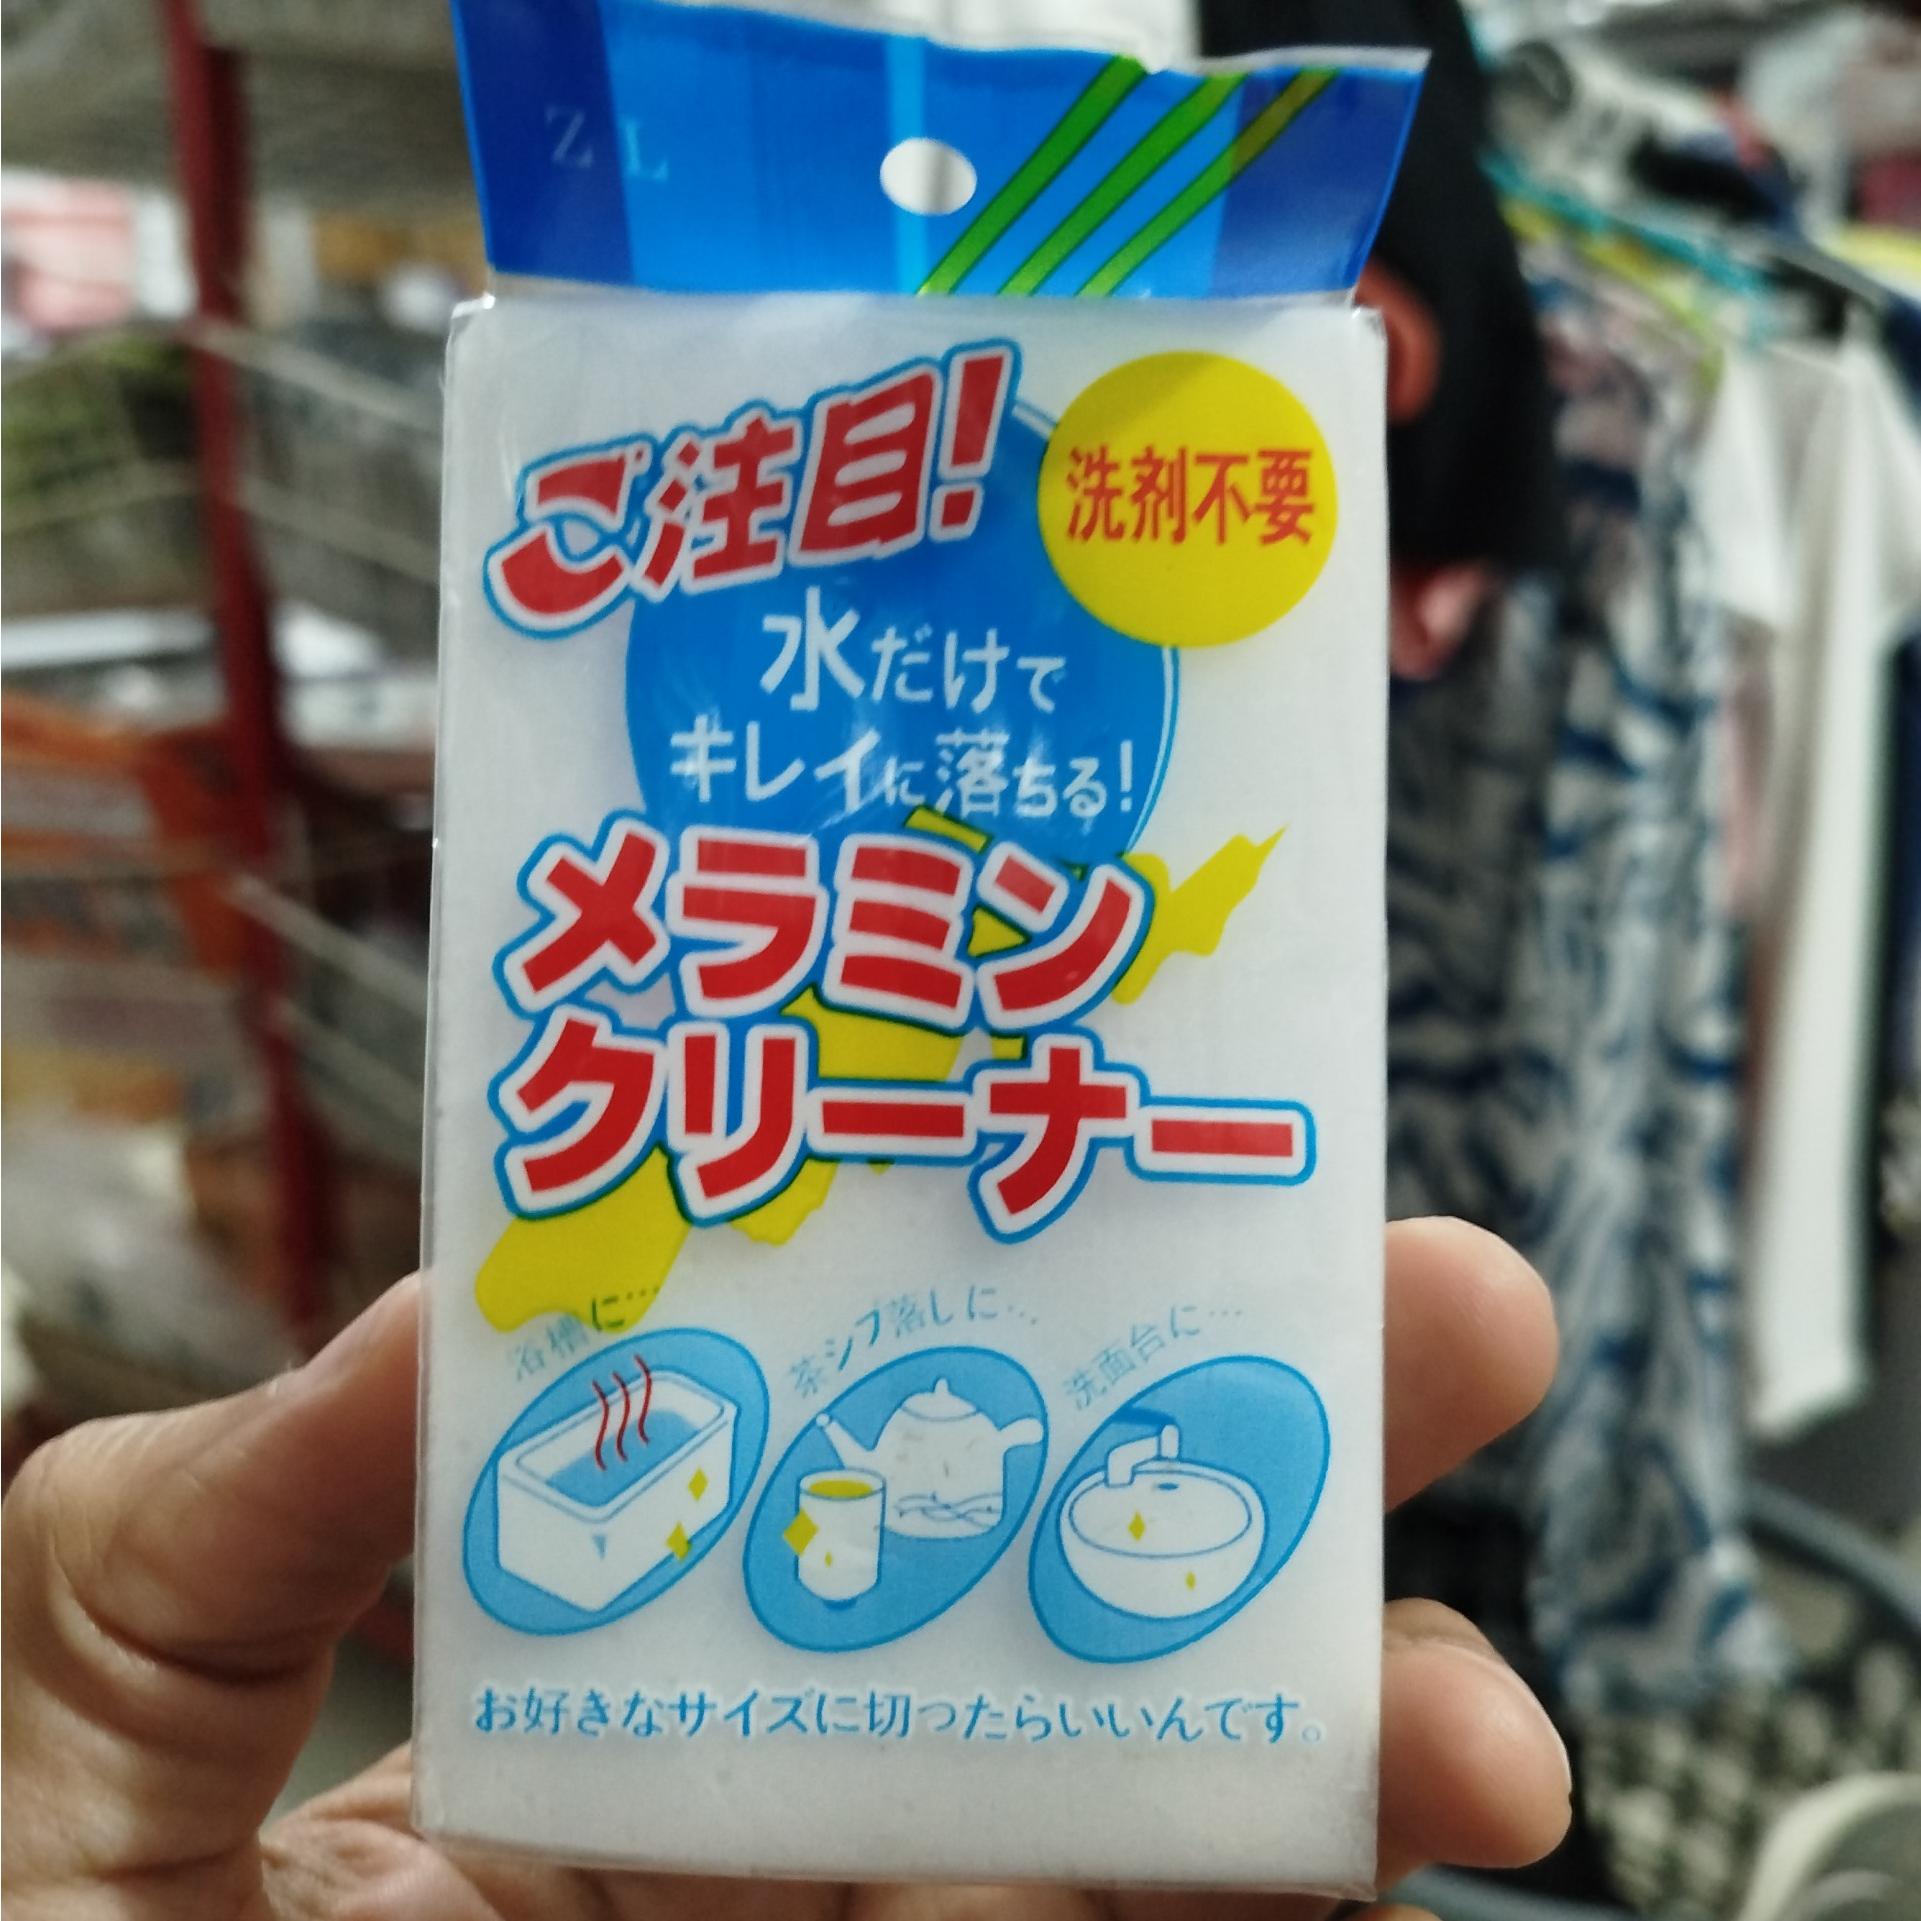 Z L
ご注目!
洗剤不要
水だけで
キレイに落ちる!
メラミン
クリーナー
浴槽に…
茶シブ落しに…
洗面台に…
お好きなサイズに切ったらいいんです。